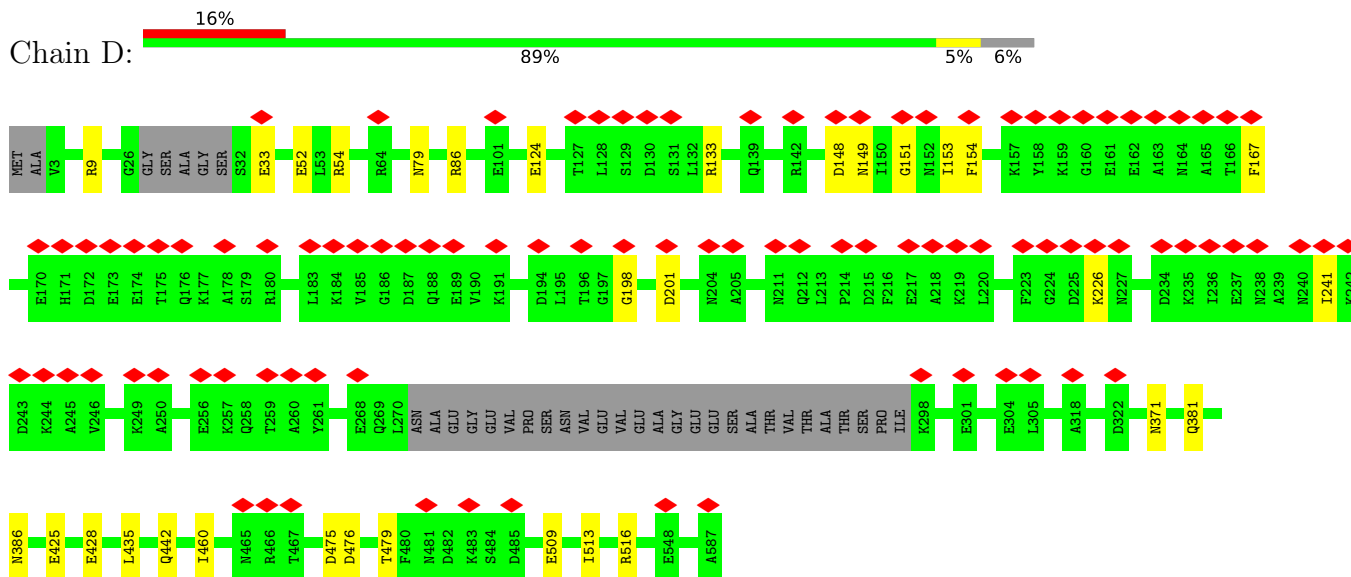 16%
Chain D:
89% 5% 6%
MET ALA V3 R9 G26 GLY SER ALA GLY SER S32 E33 E52 L53 R54 R64 N79 R86 E101 E124 T127 L128 S129 D130 S131 L132 R133 Q139 R142 D148 N149 I150 G151 N152 I153 F154 K157 Y158 K159 G160 E161 E162 A163 N164 A165 T166 F167
E170 H171 D172 E173 E174 T175 Q176 K177 A178 S179 R180 L183 K184 V185 G186 D187 Q188 E189 V190 K191 D194 L195 T196 G197 G198 D201 N204 A205 N211 Q212 L213 P214 D215 F216 E217 A218 K219 L220 F223 G224 D225 K226 N227 D234 K235 I236 E237 N238 A239 N240 I241 K242
D243 K244 A245 V246 K249 A250 E256 K257 Q258 T259 A260 Y261 E268 Q269 L270 ASN ALA GLU GLY GLU VAL PRO SER ASN VAL GLU VAL GLU ALA GLY GLU GLU SER ALA THR VAL THR ALA THR SER PRO ILE K298 E301 E304 L305 A318 D322 N371 Q381
N386 E425 E428 L435 Q442 I460 N465 R466 T467 D475 D476 T479 F480 N481 D482 K483 S484 D485 E509 I513 R516 E548 A587